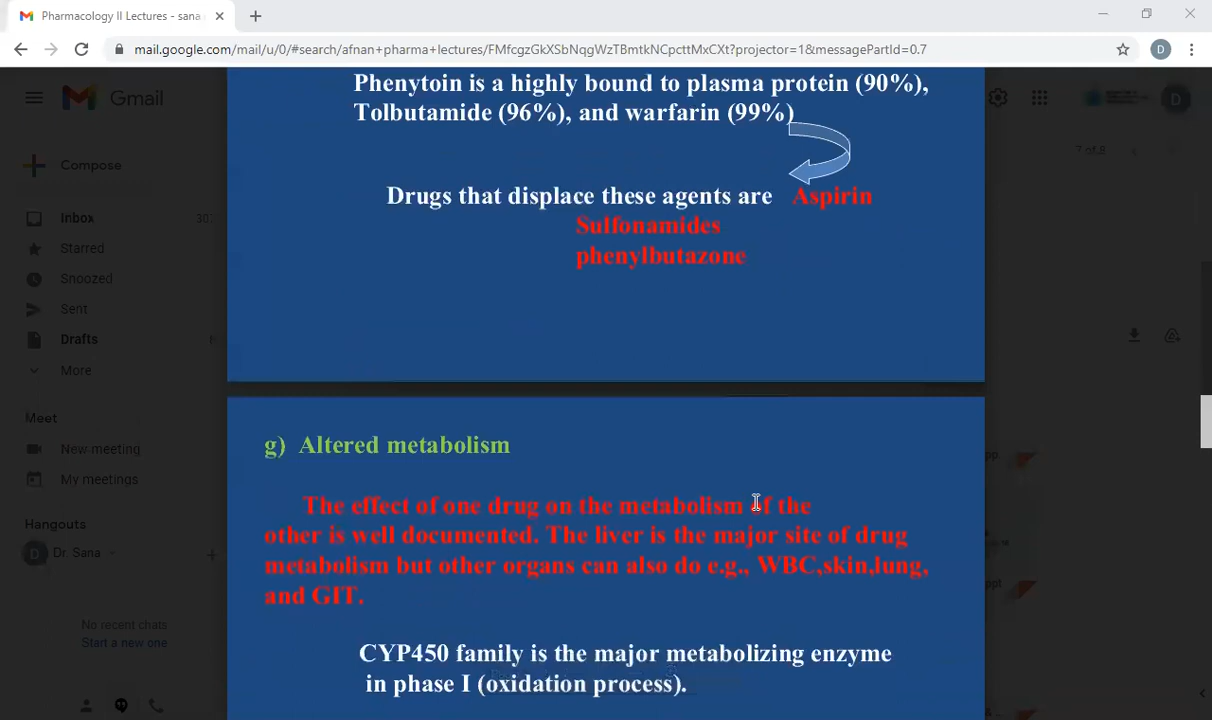 Pharmacology II Lectures - sana
mail.google.com/mail/u/0/#search/afnan+pharma+lectures/FMfcgzGkXSbNqgWzTBmtkNCpcttMxCXt?projector=1&messagePartId=0.7
D
Gmail
Compose
Inbox
Starred
Snoozed
Sent
Drafts
More
Meet
New meeting
My meetings
Hangouts
D Dr. Sana
No recent chats
Start a new one
7 of 8
Phenytoin is a highly bound to plasma protein (90%),
Tolbutamide (96%), and warfarin (99%)
Drugs that displace these agents are Aspirin
Sulfonamides
phenylbutazone
g) Altered metabolism
The effect of one drug on the metabolism of the
other is well documented. The liver is the major site of drug
metabolism but other organs can also do e.g., WBC,skin,lung,
and GIT.
CYP450 family is the major metabolizing enzyme
in phase I (oxidation process).